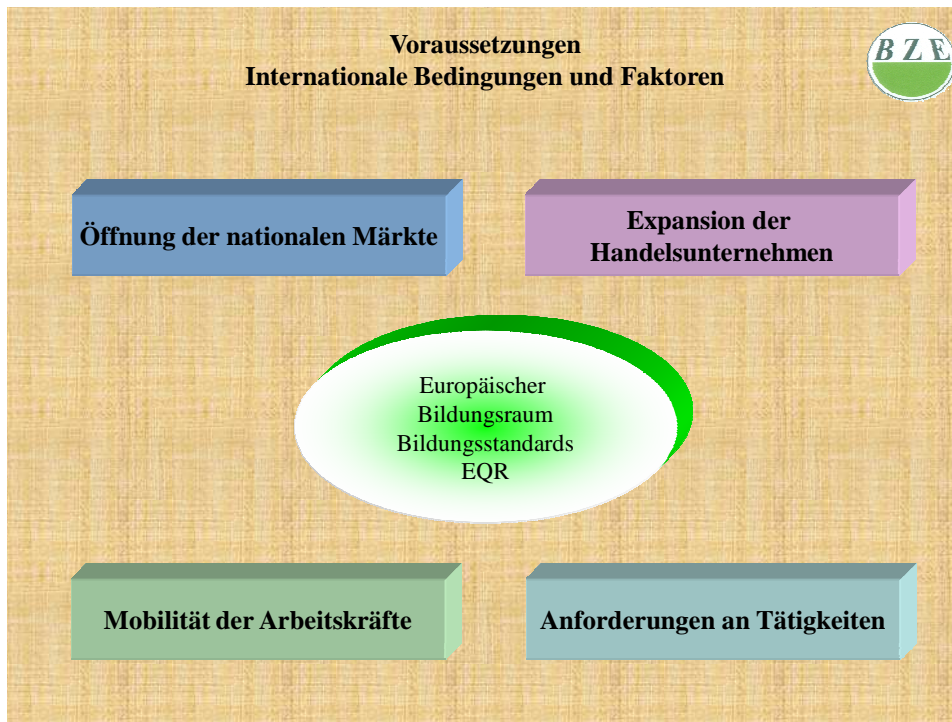 Voraussetzungen
Internationale Bedingungen und Faktoren
BZE
Öffnung der nationalen Märkte
Expansion der
Handelsunternehmen
Europäischer
Bildungsraum
Bildungsstandards
EQR
Mobilität der Arbeitskräfte
Anforderungen an Tätigkeiten